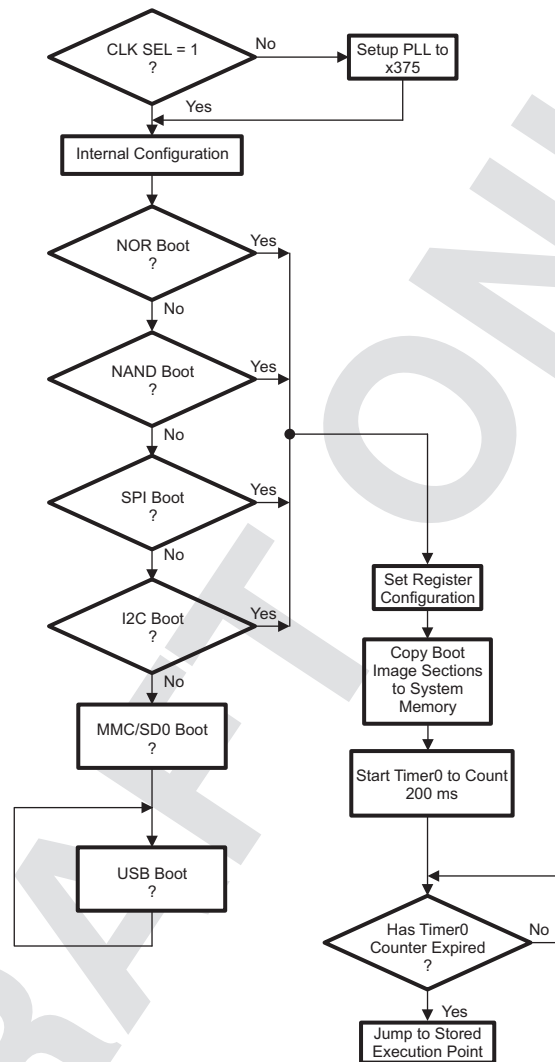 CLK SEL = 1
?
No
Setup PLL to
x375
Yes
Internal Configuration
NOR Boot
?
Yes
No
NAND Boot
?
Yes
No
SPI Boot
?
Yes
No
I2C Boot
?
Yes
No
MMC/SD0 Boot
?
USB Boot
?
Set Register
Configuration
Copy Boot
Image Sections
to System
Memory
Start Timer0 to Count
200 ms
Has Timer0
Counter Expired
?
No
Yes
Jump to Stored
Execution Point